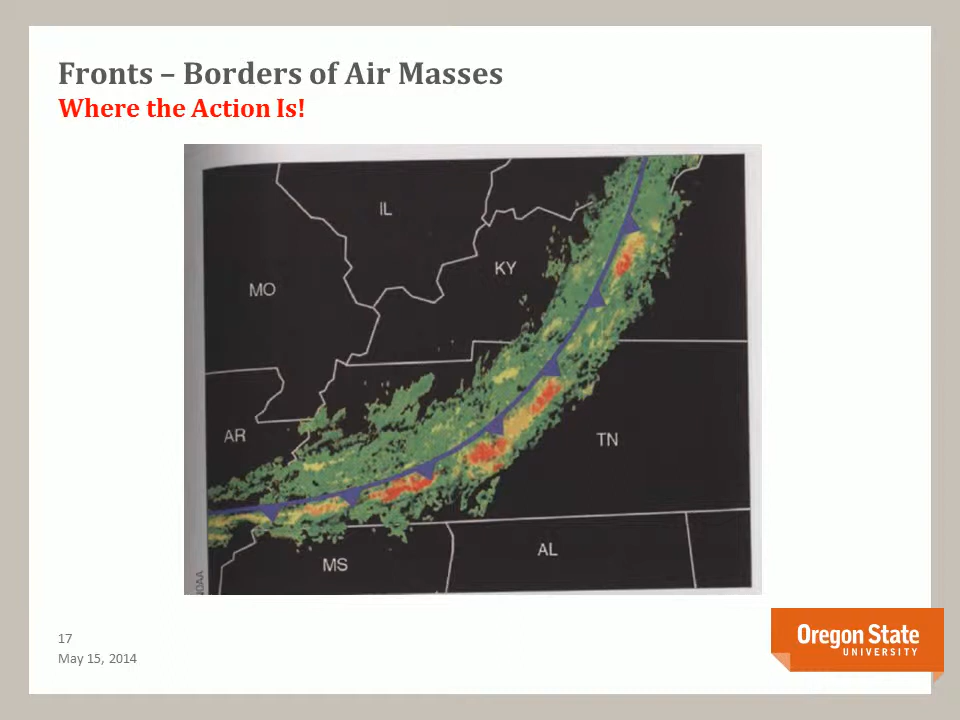 Fronts – Borders of Air Masses
Where the Action Is!
IL
KY
MO
AR
TN
MS
AL
NOAA
17
May 15, 2014
Oregon State
UNIVERSITY